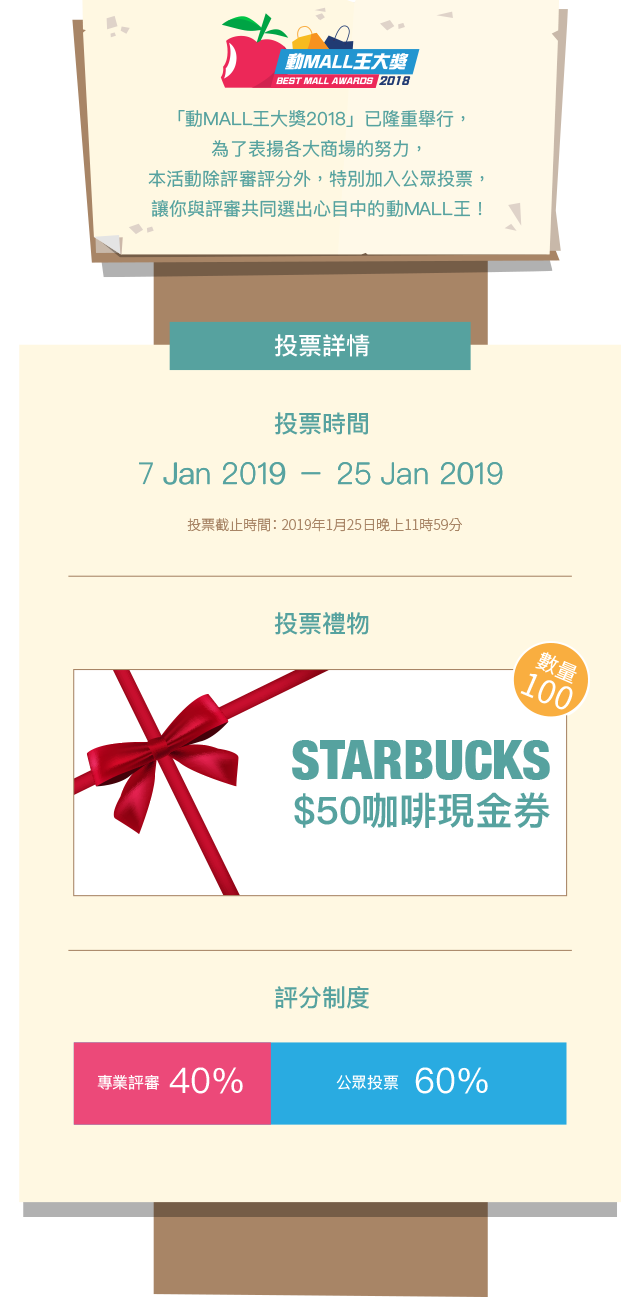 動MALL王大獎
BEST MALL AWARDS 2018
「動MALL王大獎2018」已隆重舉行，
為了表揚各大商場的努力，
本活動除評審評分外，特別加入公眾投票，
讓你與評審共同選出心目中的動MALL王！
投票詳情
投票時間
7 Jan 2019 － 25 Jan 2019
投票截止時間：2019年1月25日晚上11時59分
投票禮物
數量
100
STARBUCKS
$50咖啡現金券
評分制度
專業評審 40% 公眾投票 60%